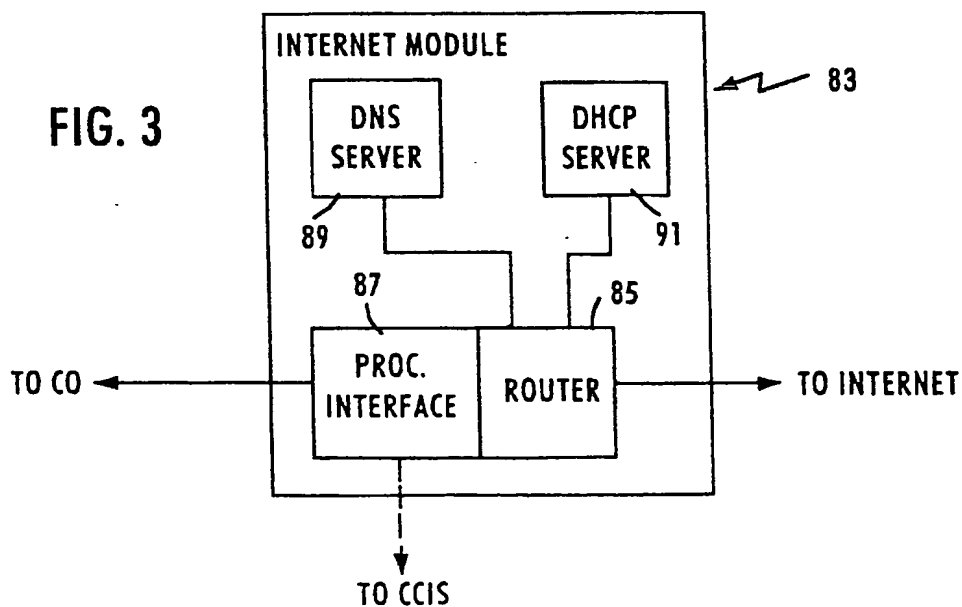 INTERNET MODULE
83
FIG. 3
DNS
SERVER
DHCP
SERVER
89
91
87
85
TO CO
PROC.
INTERFACE
ROUTER
TO INTERNET
TO CCIS